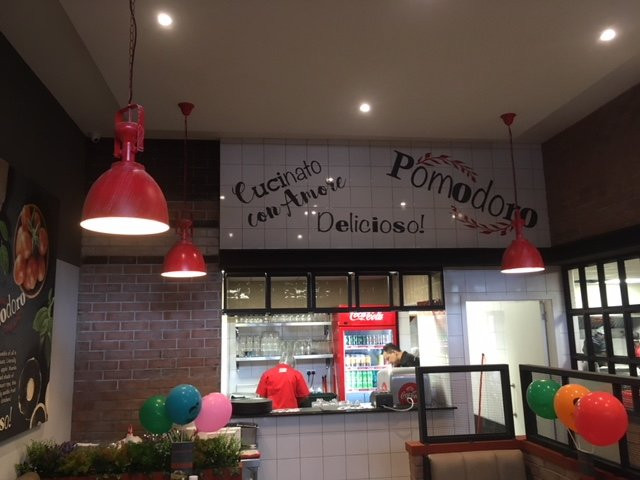 Cucinato
con Amore
Delicioso!
Pomodoro
Coca-Cola